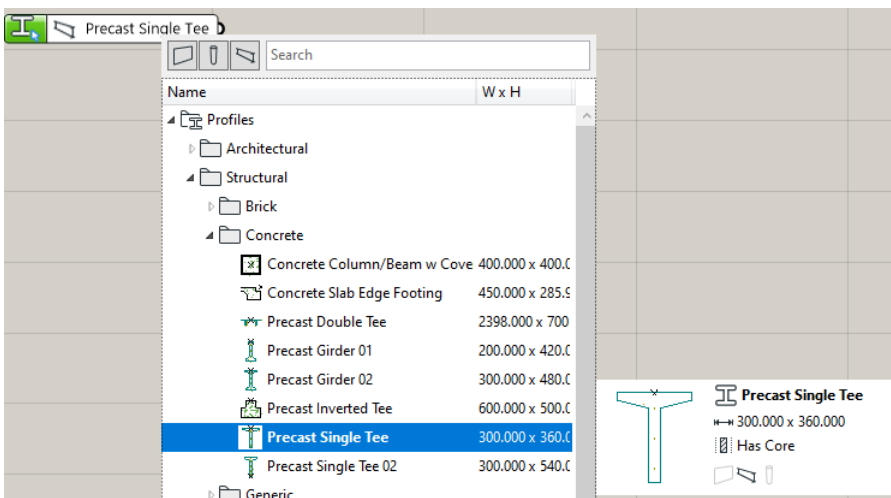 Precast Single Tee
Search
Name W x H
Profiles
Architectural
Structural
Brick
Concrete
Concrete Column/Beam w Cove 400.000 x 400.0
Concrete Slab Edge Footing 450.000 x 285.9
Precast Double Tee 2398.000 x 700
Precast Girder 01 200.000 x 420.0
Precast Girder 02 300.000 x 480.0
Precast Inverted Tee 600.000 x 500.0
Precast Single Tee 300.000 x 360.0
Precast Single Tee 02 300.000 x 540.0
Generic
Precast Single Tee
300.000 x 360.000
Has Core